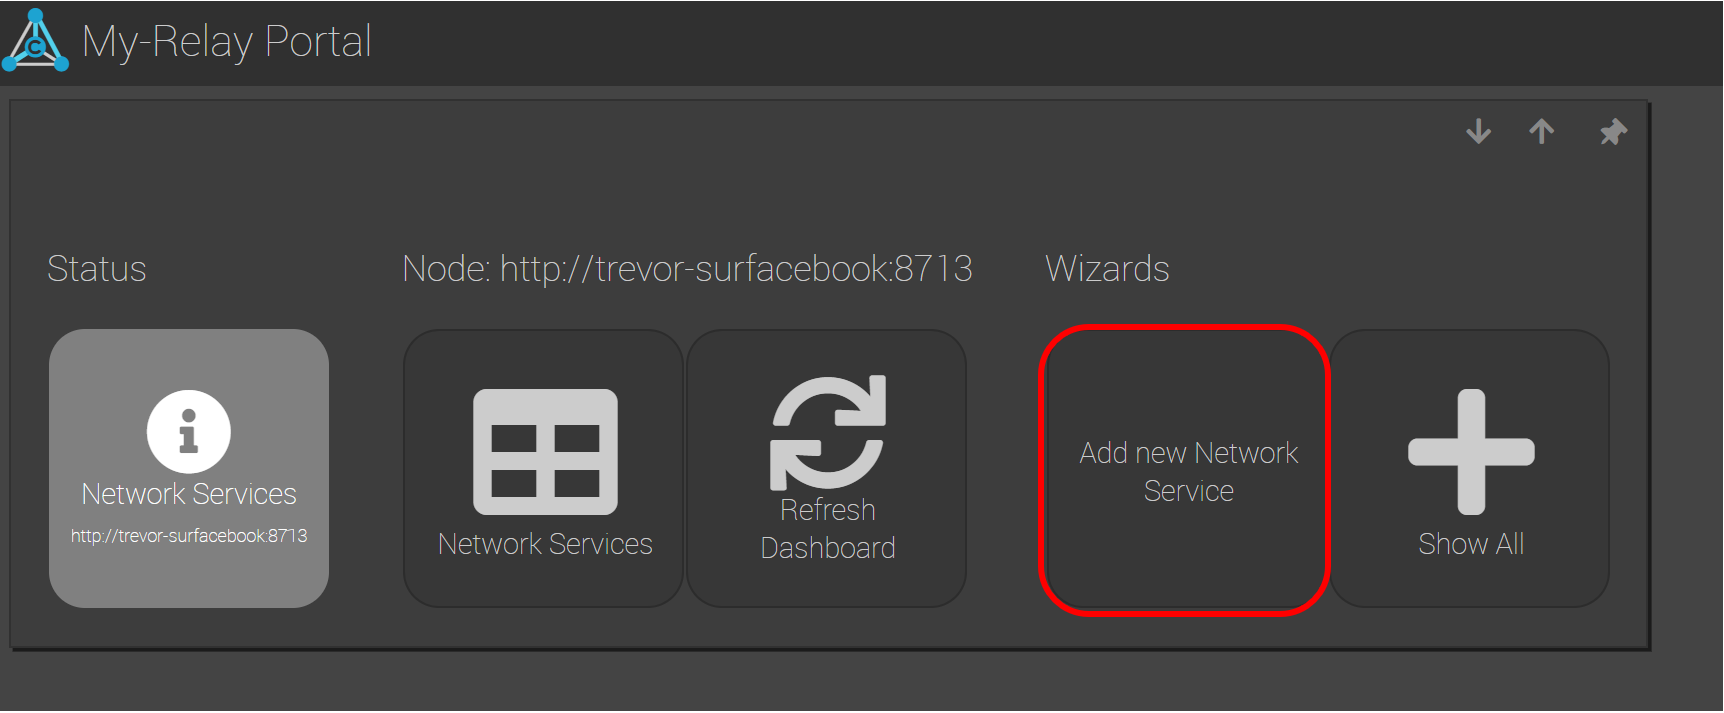 My-Relay Portal
Status
Node: http://trevor-surfacebook:8713
Wizards
Network Services
http://trevor-surfacebook:8713
Network Services
Refresh
Dashboard
Add new Network
Service
Show All